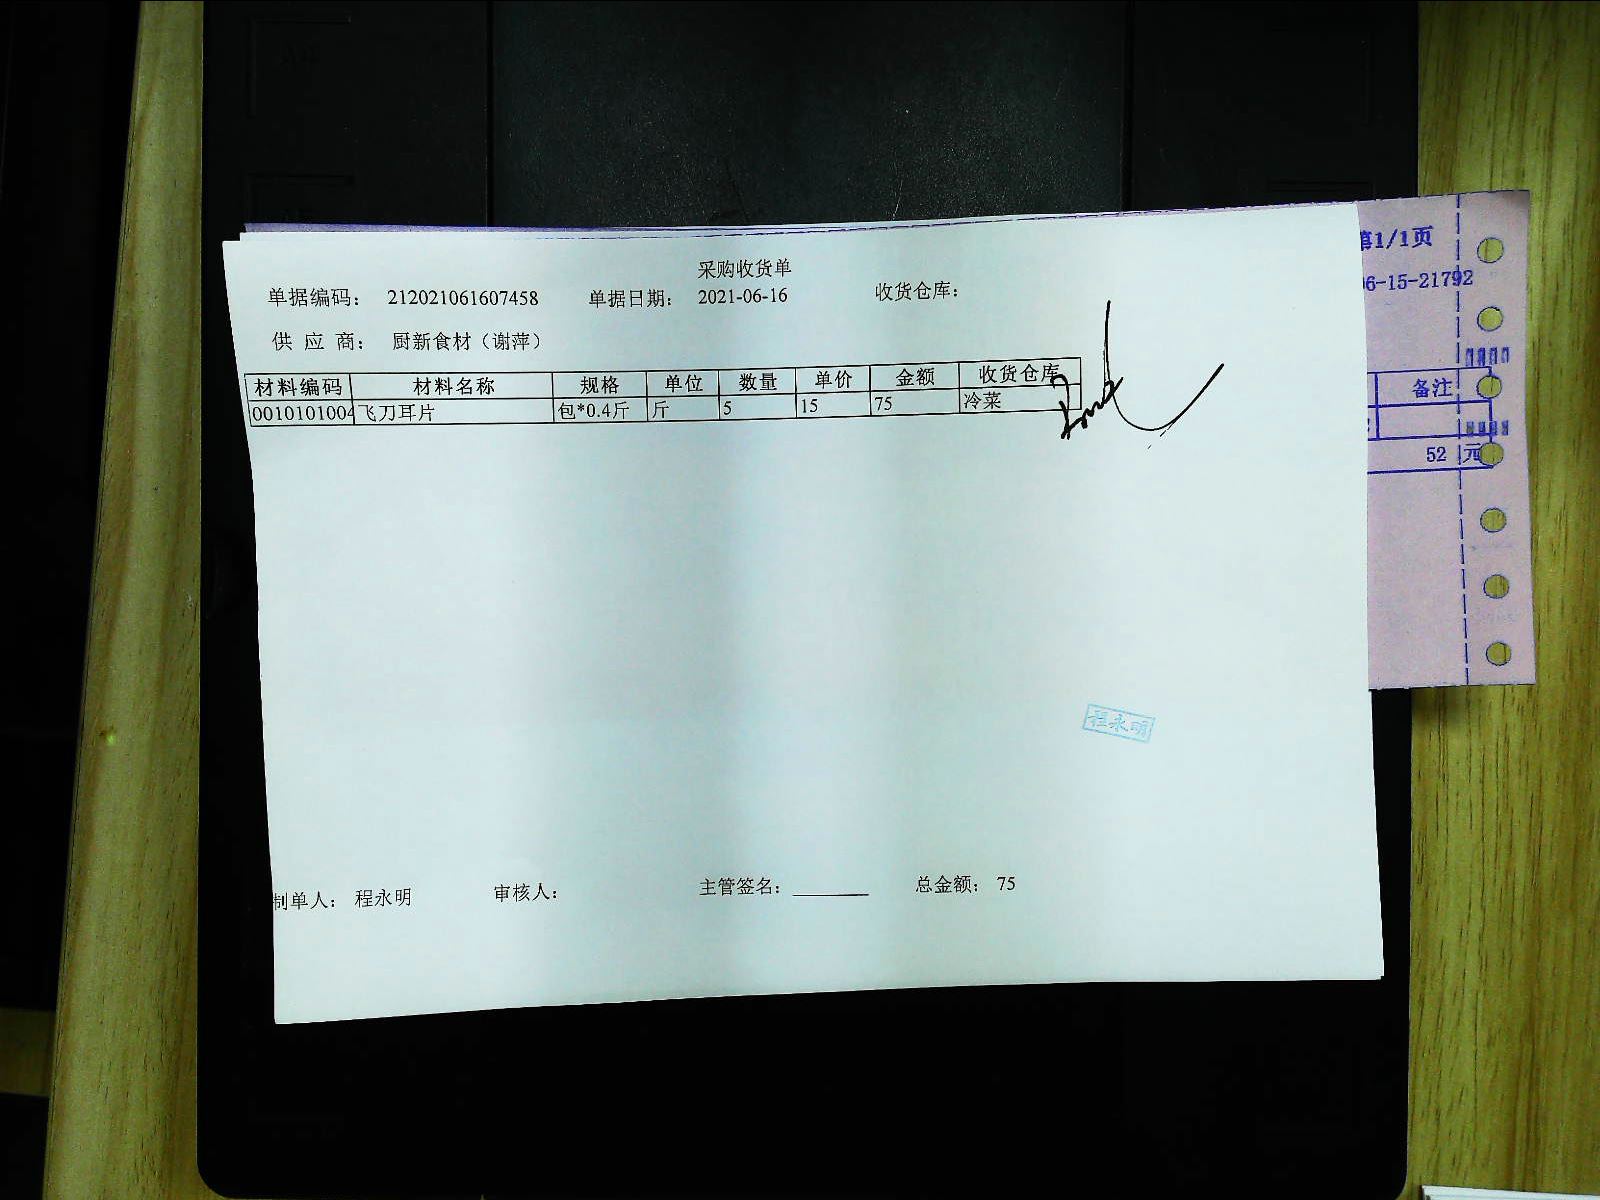 采购收货单
单据编码： 212021061607458 单据日期： 2021-06-16 收货仓库：
供 应 商： 厨新食材（谢萍）
材料编码 材料名称 规格 单位 数量 单价 金额 收货仓库
0010101004 飞刀耳片 包*0.4斤 斤 5 15 75 冷菜
程永明
制单人： 程永明 审核人： 主管签名： 总金额： 75
第1/1页
06-15-21792
备注
52 元